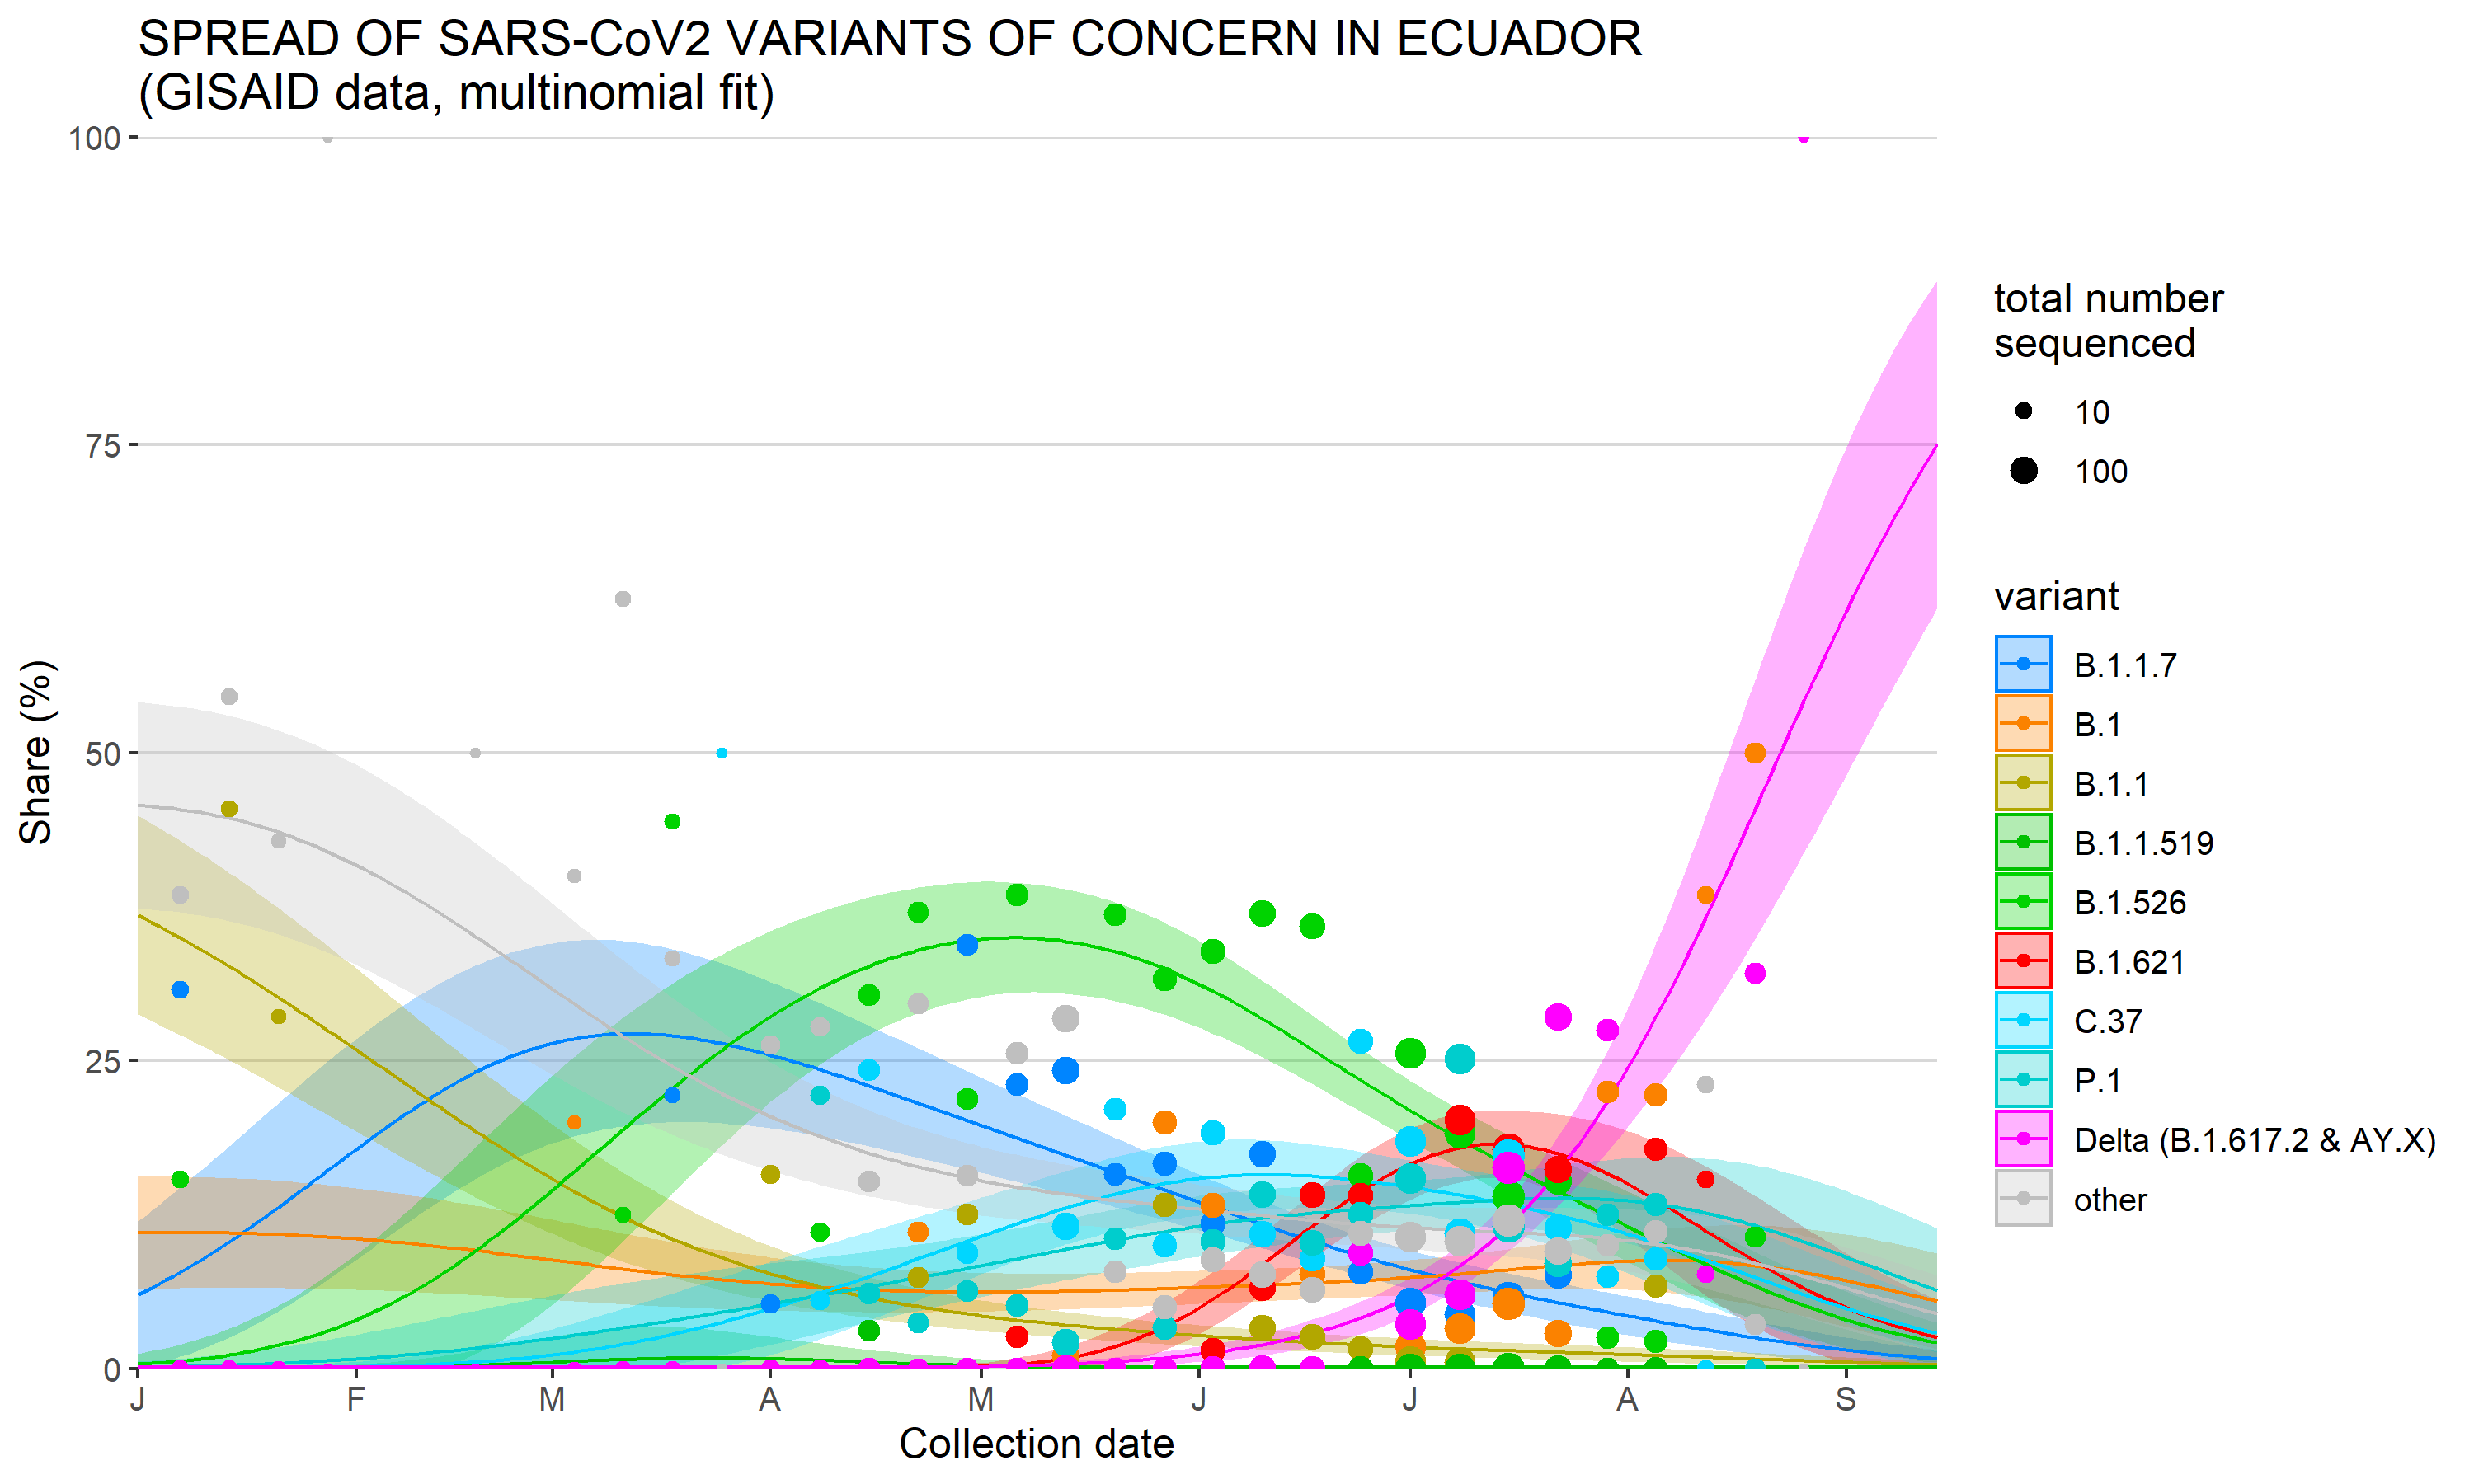 SPREAD OF SARS-CoV2 VARIANTS OF CONCERN IN ECUADOR
(GISAID data, multinomial fit)
100
75
50
25
0
Share (%)
J
F
M
A
M
J
J
A
S
Collection date
total number
sequenced
10
100
variant
B.1.1.7
B.1
B.1.1
B.1.1.519
B.1.526
B.1.621
C.37
P.1
Delta (B.1.617.2 & AY.X)
other